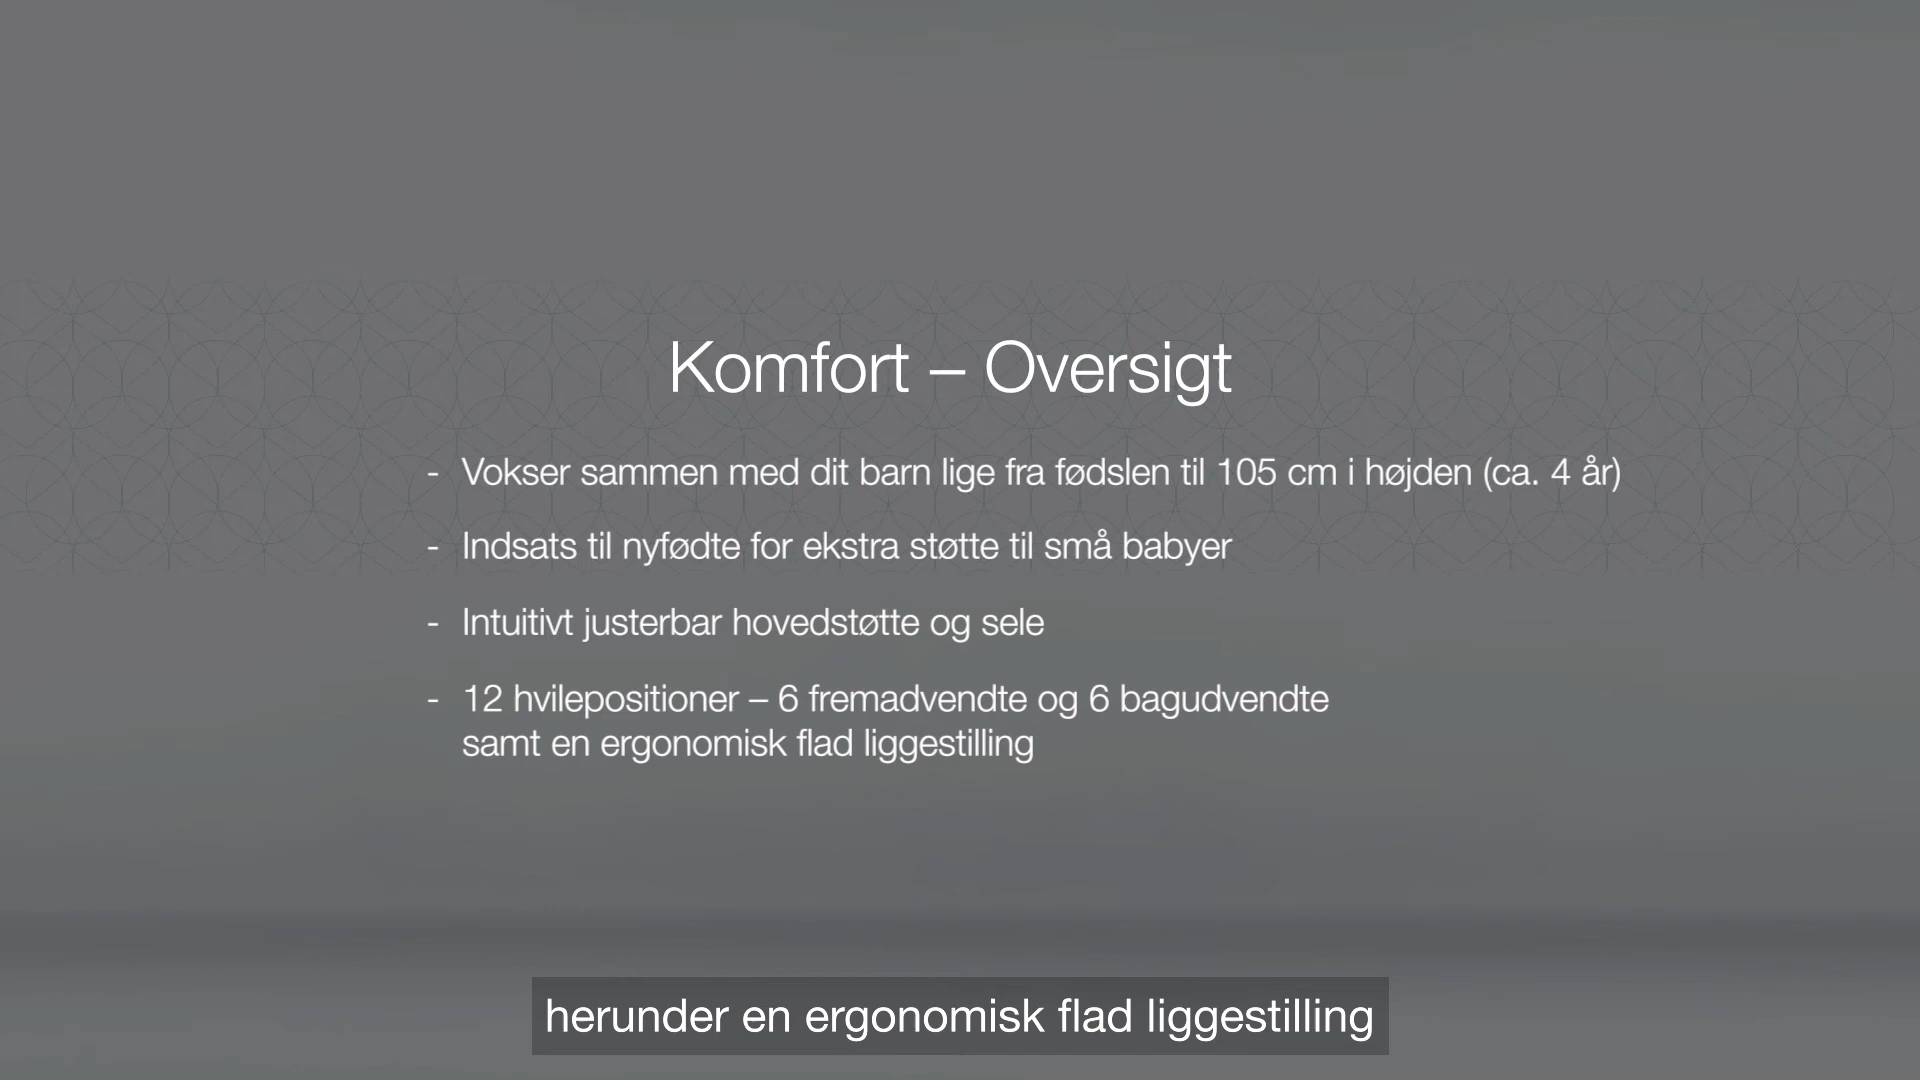 Komfort – Oversigt
- Vokser sammen med dit barn lige fra fødslen til 105 cm i højden (ca. 4 år)
- Indsats til nyfødte for ekstra støtte til små babyer
- Intuitivt justerbar hovedstøtte og sele
- 12 hvilepositioner – 6 fremadvendte og 6 bagudvendte
samt en ergonomisk flad liggestilling
herunder en ergonomisk flad liggestilling